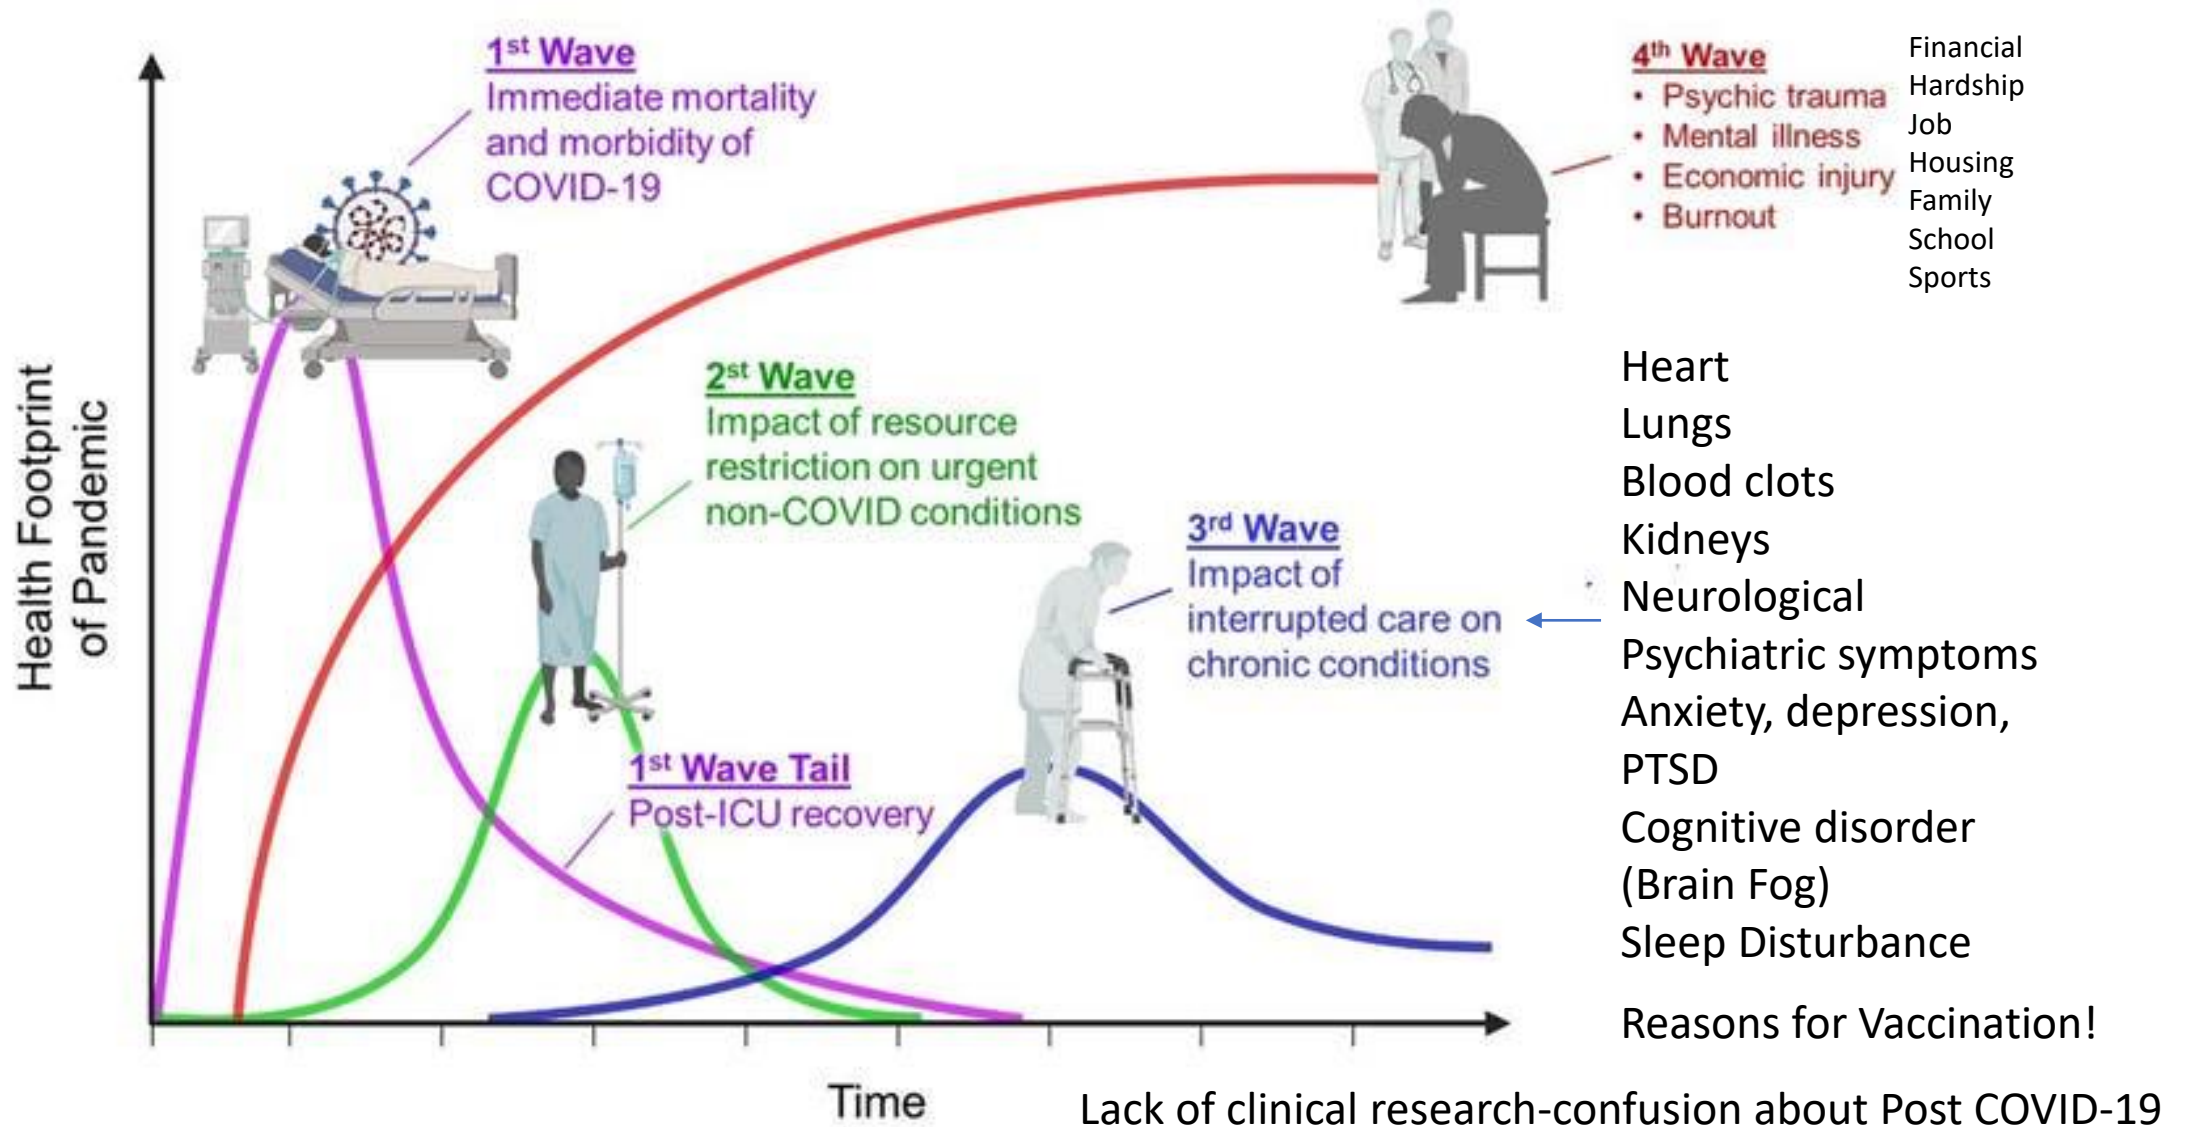 1st Wave
Immediate mortality
and morbidity of
COVID-19
4th Wave
• Psychic trauma
• Mental illness
• Economic injury
• Burnout
Financial
Hardship
Job
Housing
Family
School
Sports
2st Wave
Impact of resource
restriction on urgent
non-COVID conditions
3rd Wave
Impact of
interrupted care on
chronic conditions
1st Wave Tail
Post-ICU recovery
Heart
Lungs
Blood clots
Kidneys
Neurological
Psychiatric symptoms
Anxiety, depression,
PTSD
Cognitive disorder
(Brain Fog)
Sleep Disturbance
Reasons for Vaccination!
Health Footprint
of Pandemic
Time
Lack of clinical research-confusion about Post COVID-19